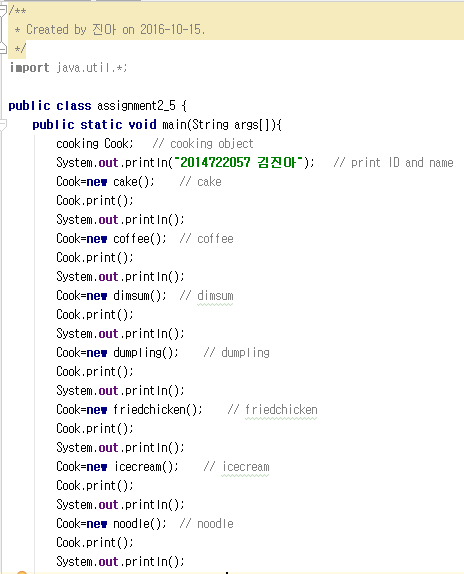 /**
* Created by 진아 on 2016-10-15.
*/
import java.util.*;
public class assignment2_5 {
public static void main(String args[]){
cooking Cook; // cooking object
System.out.println("2014722057 김진아"); // print ID and name
Cook=new cake(); // cake
Cook.print();
System.out.println();
Cook=new coffee(); // coffee
Cook.print();
System.out.println();
Cook=new dimsum(); // dimsum
Cook.print();
System.out.println();
Cook=new dumpling(); // dumpling
Cook.print();
System.out.println();
Cook=new friedchicken(); // friedchicken
Cook.print();
System.out.println();
Cook=new icecream(); // icecream
Cook.print();
System.out.println();
Cook=new noodle(); // noodle
Cook.print();
System.out.println();